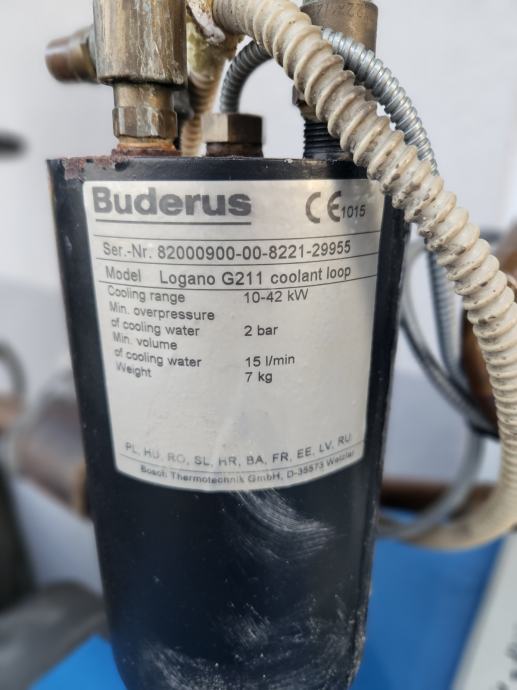 Buderus
CE 1015
Ser.-Nr. 82000900-00-8221-29955
Model Logano G211 coolant loop
Cooling range 10-42 kW
Min. overpressure
of cooling water 2 bar
Min. volume
of cooling water 15 l/min
Weight 7 kg
PL, HU, RO, SL, HR, BA, FR, EE, LV, RU
Bosch Thermotechnik GmbH, D-35573 Wetzlar